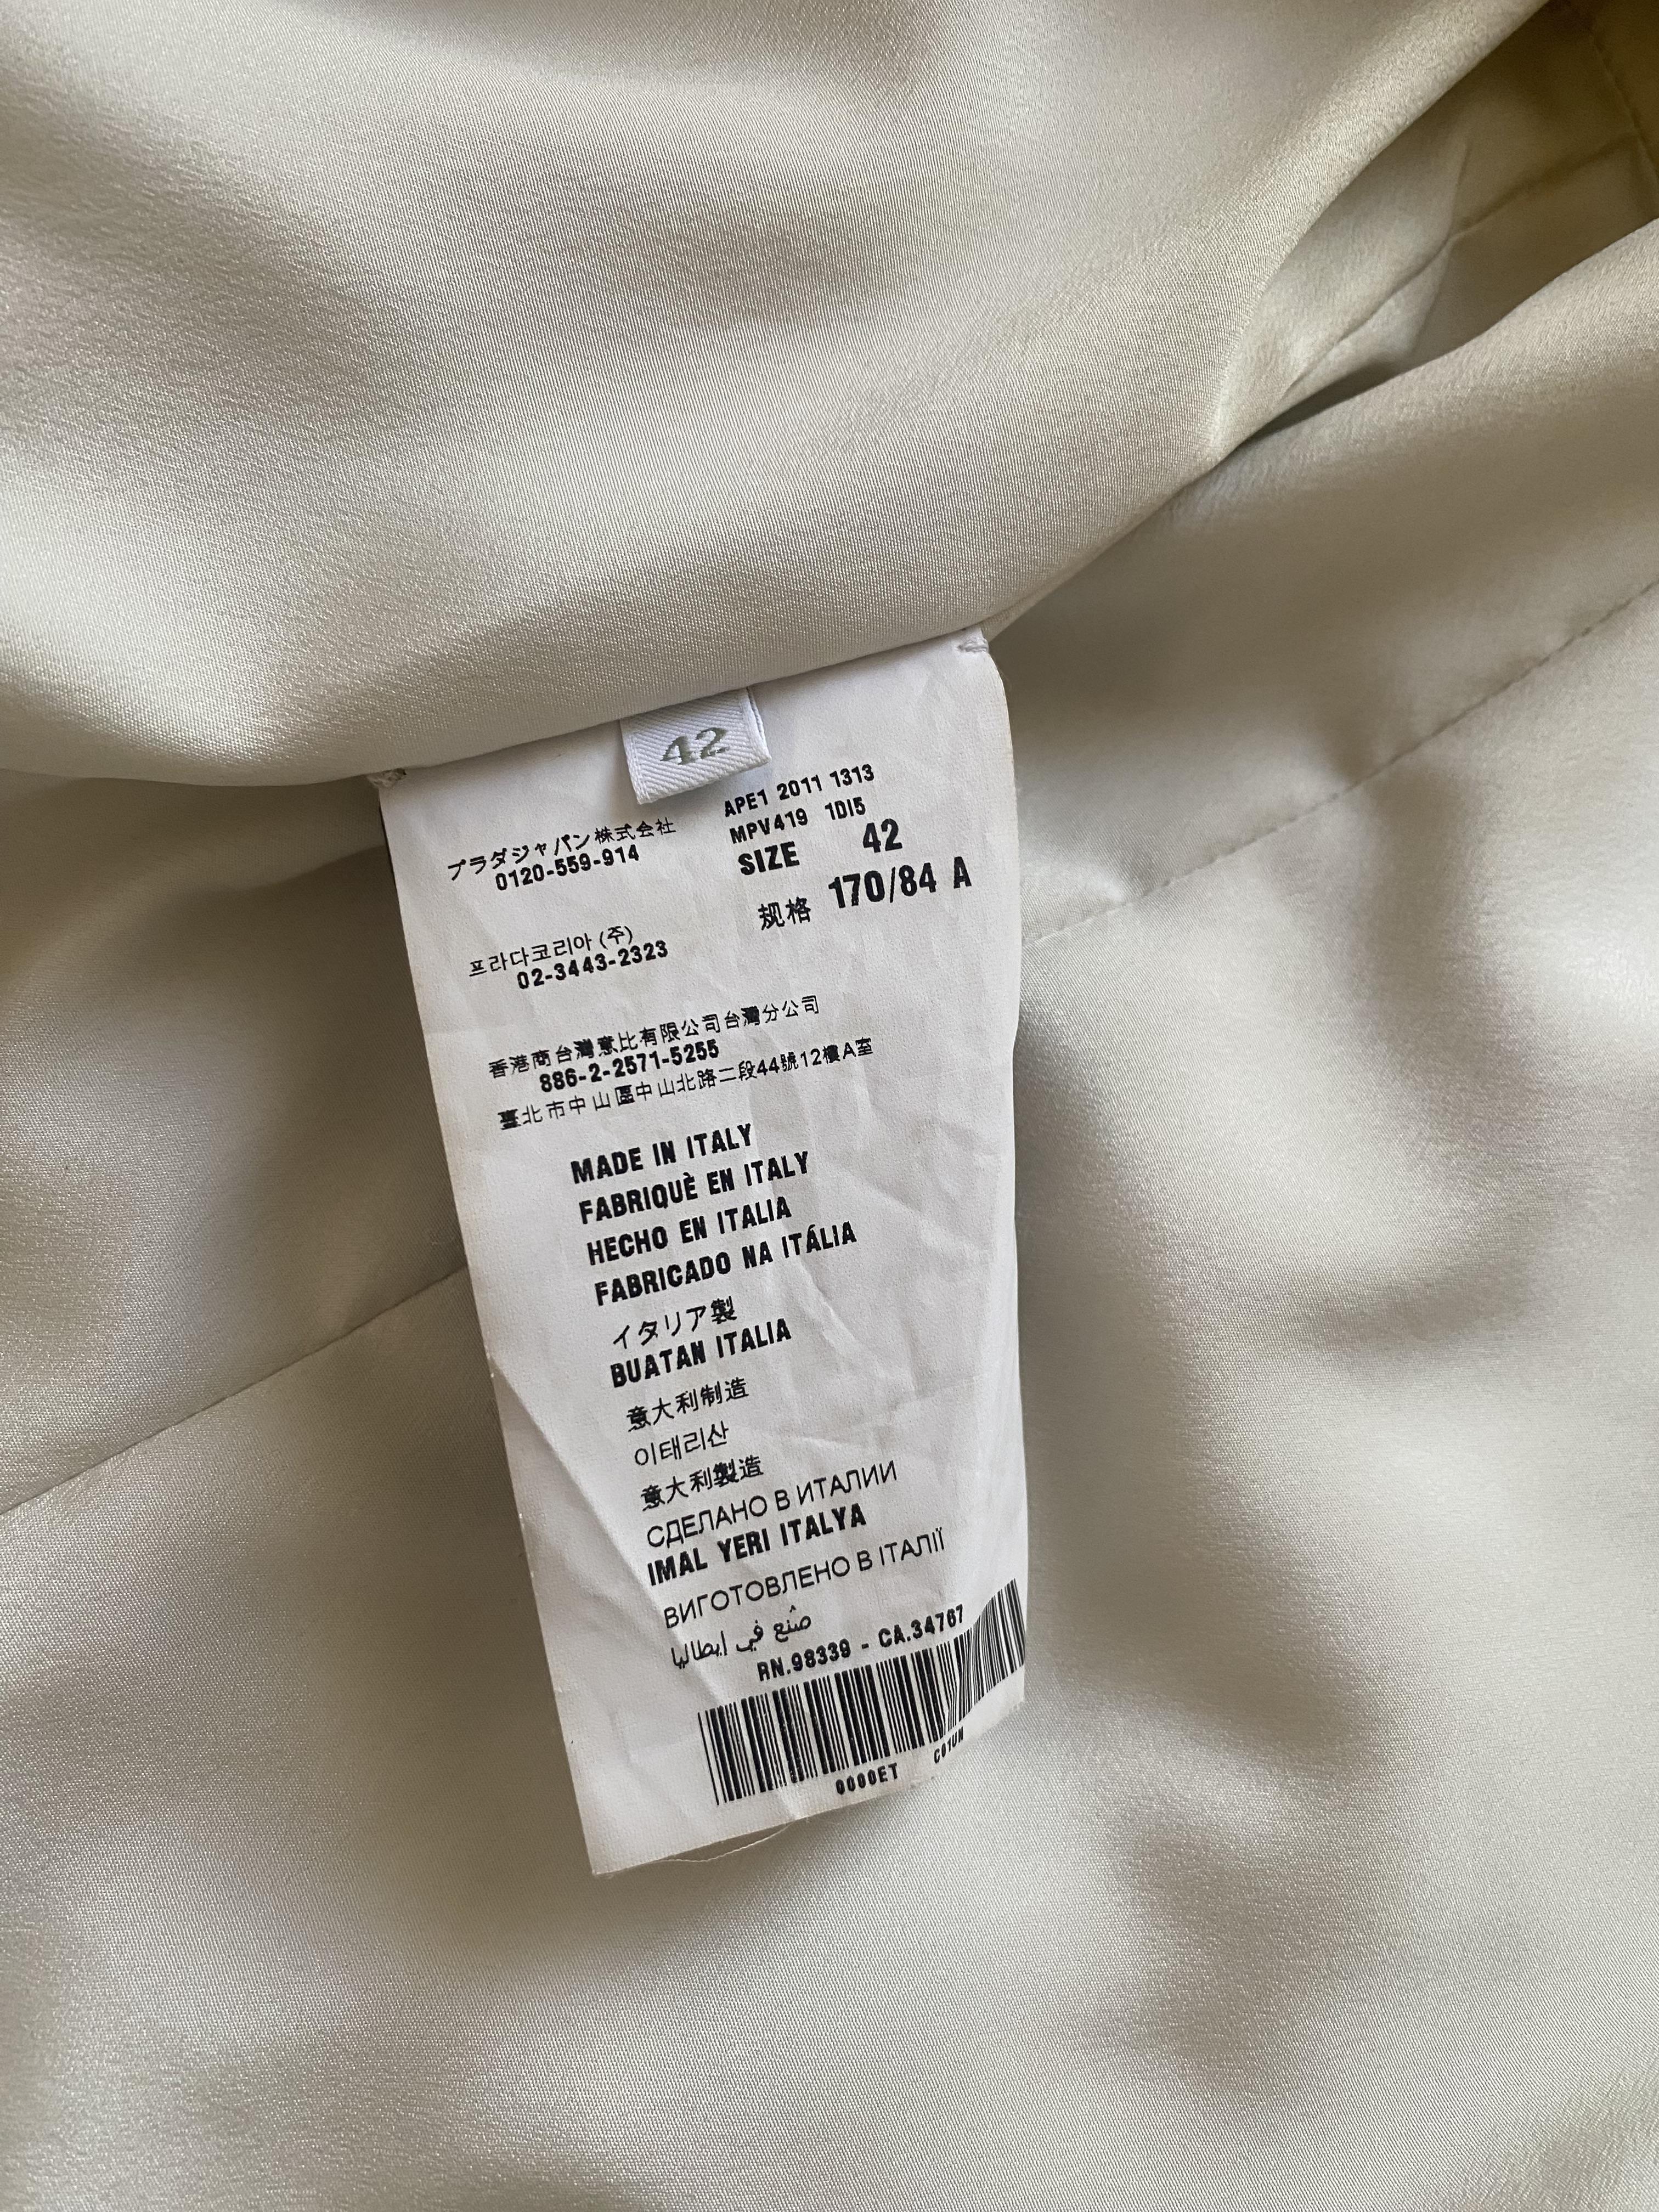 42
APE1 2011 1313
MPV419 1DI5
SIZE 42
规格 170/84 A
プラダジャパン株式会社
0120-559-914
프라다코리아 (주)
02-3443-2323
香港商台灣意比有限公司台灣分公司
886-2-2571-5255
臺北市中山區中山北路二段44號12樓A室
MADE IN ITALY
FABRIQUÈ EN ITALY
HECHO EN ITALIA
FABRICADO NA ITÁLIA
イタリア製
BUATAN ITALIA
意大利制造
이태리산
意大利製造
СДЕЛАНО В ИТАЛИИ
IMAL YERI ITALYA
ВИГОТОВЛЕНО В ІТАЛІЇ
صُنع في إيطاليا
RN.98339 - CA.34767
0000ET C01UN